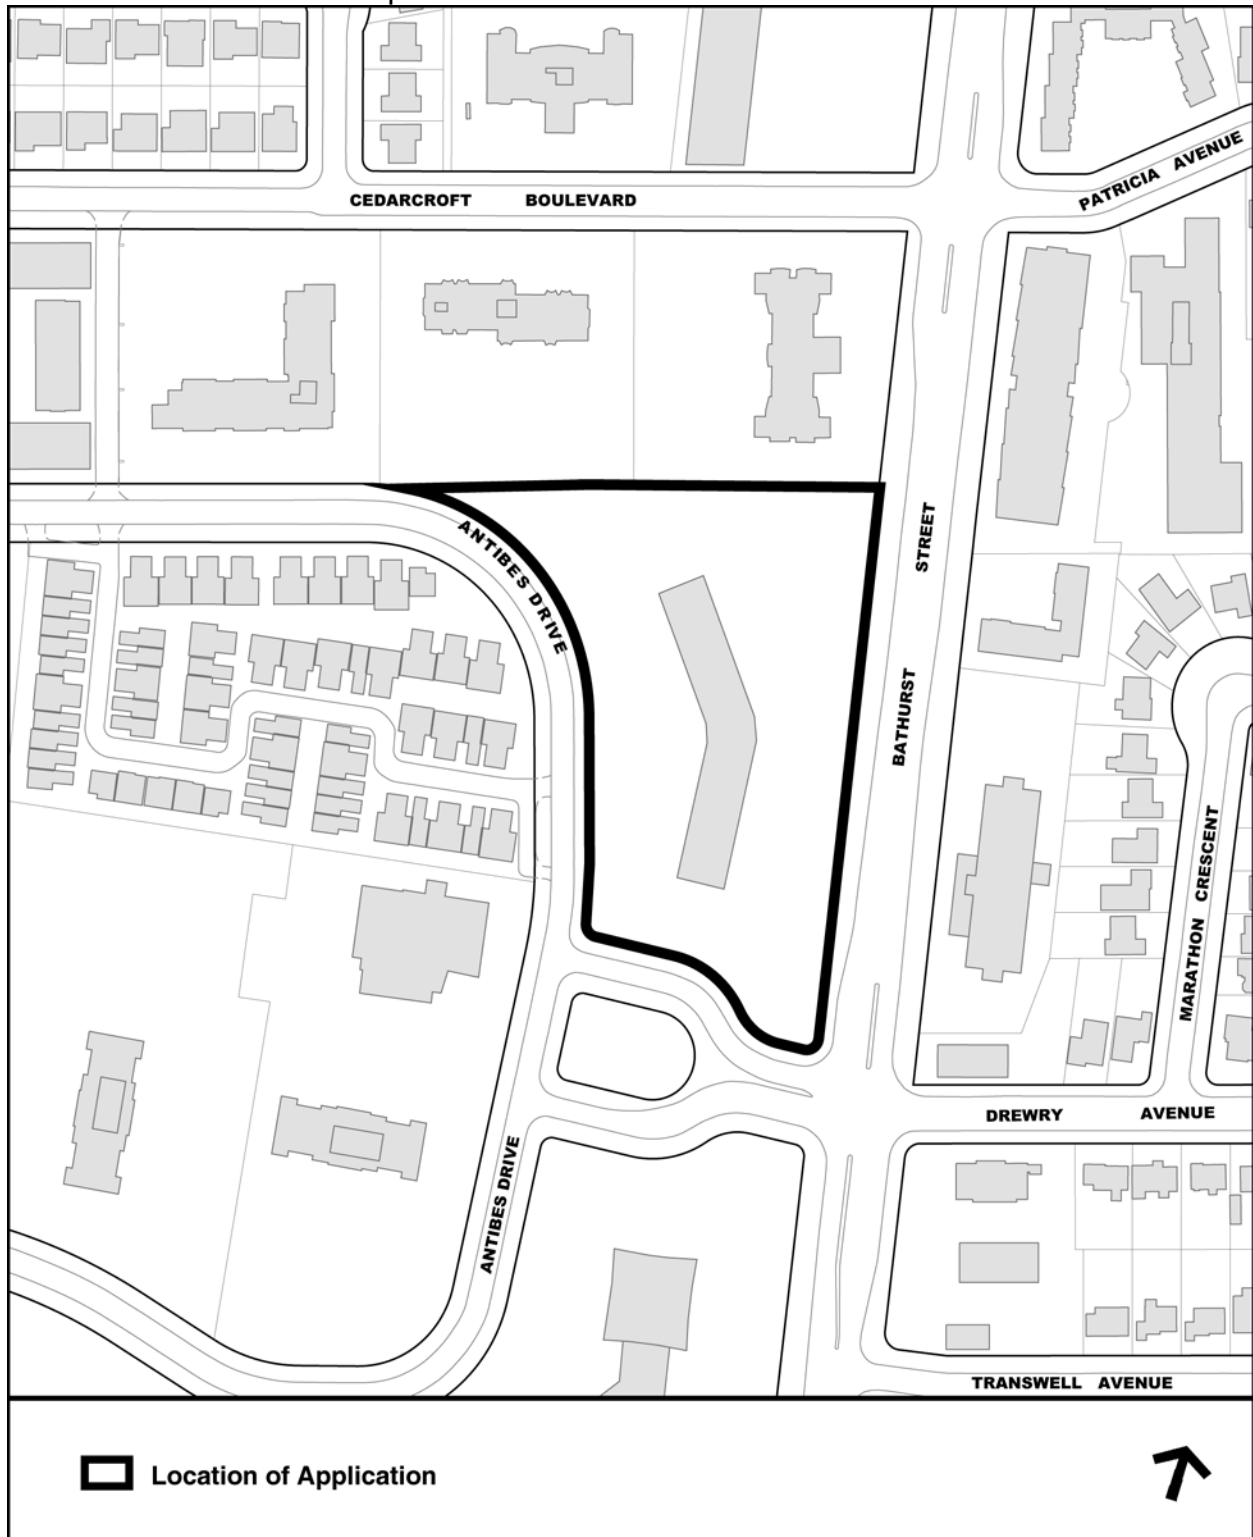 CEDARCROFT BOULEVARD
PATRICIA AVENUE
ANTIBES DRIVE
BATHURST STREET
MARATHON CRESCENT
DREWRY AVENUE
ANTIBES DRIVE
TRANSWELL AVENUE
Location of Application